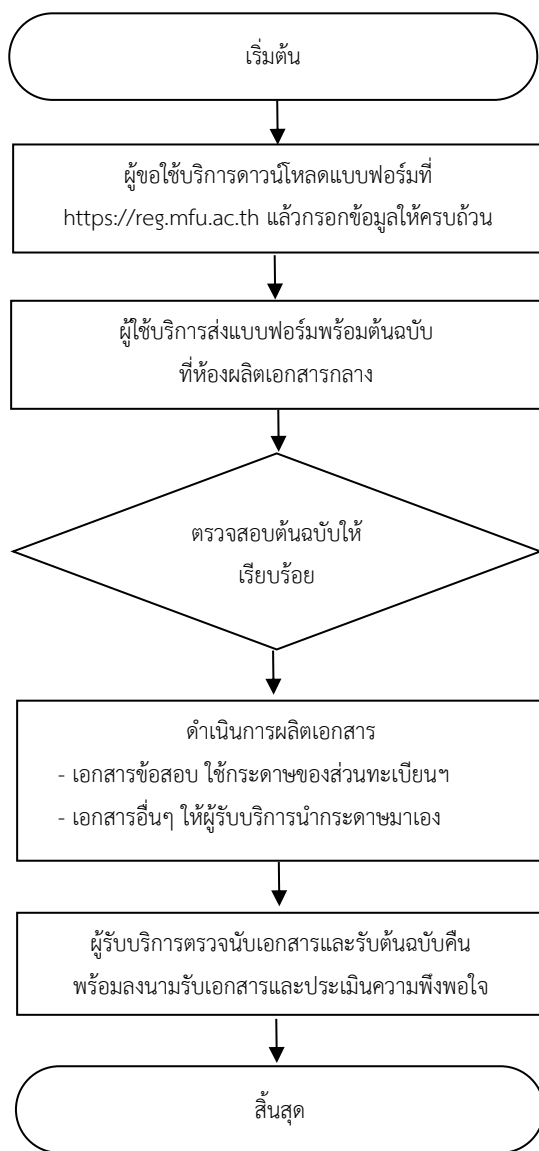 เริ่มต้น
ผู้ขอใช้บริการดาวน์โหลดแบบฟอร์มที่
https://reg.mfu.ac.th แล้วกรอกข้อมูลให้ครบถ้วน
ผู้ใช้บริการส่งแบบฟอร์มพร้อมต้นฉบับ
ที่ห้องผลิตเอกสารกลาง
ตรวจสอบต้นฉบับให้
เรียบร้อย
ดำเนินการผลิตเอกสาร
- เอกสารข้อสอบ ใช้กระดาษของส่วนทะเบียนฯ
- เอกสารอื่นๆ ให้ผู้รับบริการนำกระดาษมาเอง
ผู้รับบริการตรวจนับเอกสารและรับต้นฉบับคืน
พร้อมลงนามรับเอกสารและประเมินความพึงพอใจ
สิ้นสุด